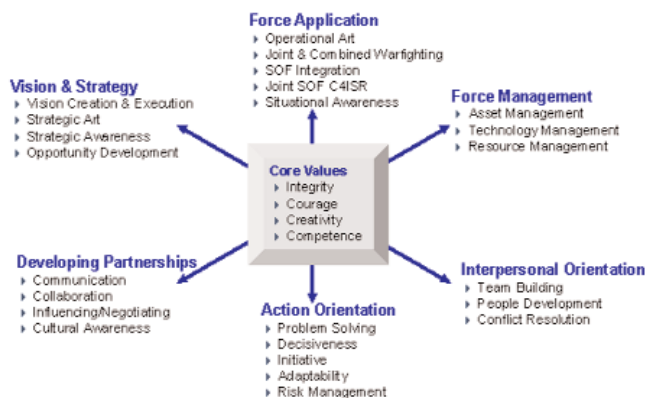 Force Application
Operational Art
Joint & Combined Warfighting
SOF Integration
Joint SOF C4ISR
Situational Awareness
Vision & Strategy
Vision Creation & Execution
Strategic Art
Strategic Awareness
Opportunity Development
Force Management
Asset Management
Technology Management
Resource Management
Core Values
Integrity
Courage
Creativity
Competence
Developing Partnerships
Communication
Collaboration
Influencing/Negotiating
Cultural Awareness
Action Orientation
Problem Solving
Decisiveness
Initiative
Adaptability
Risk Management
Interpersonal Orientation
Team Building
People Development
Conflict Resolution